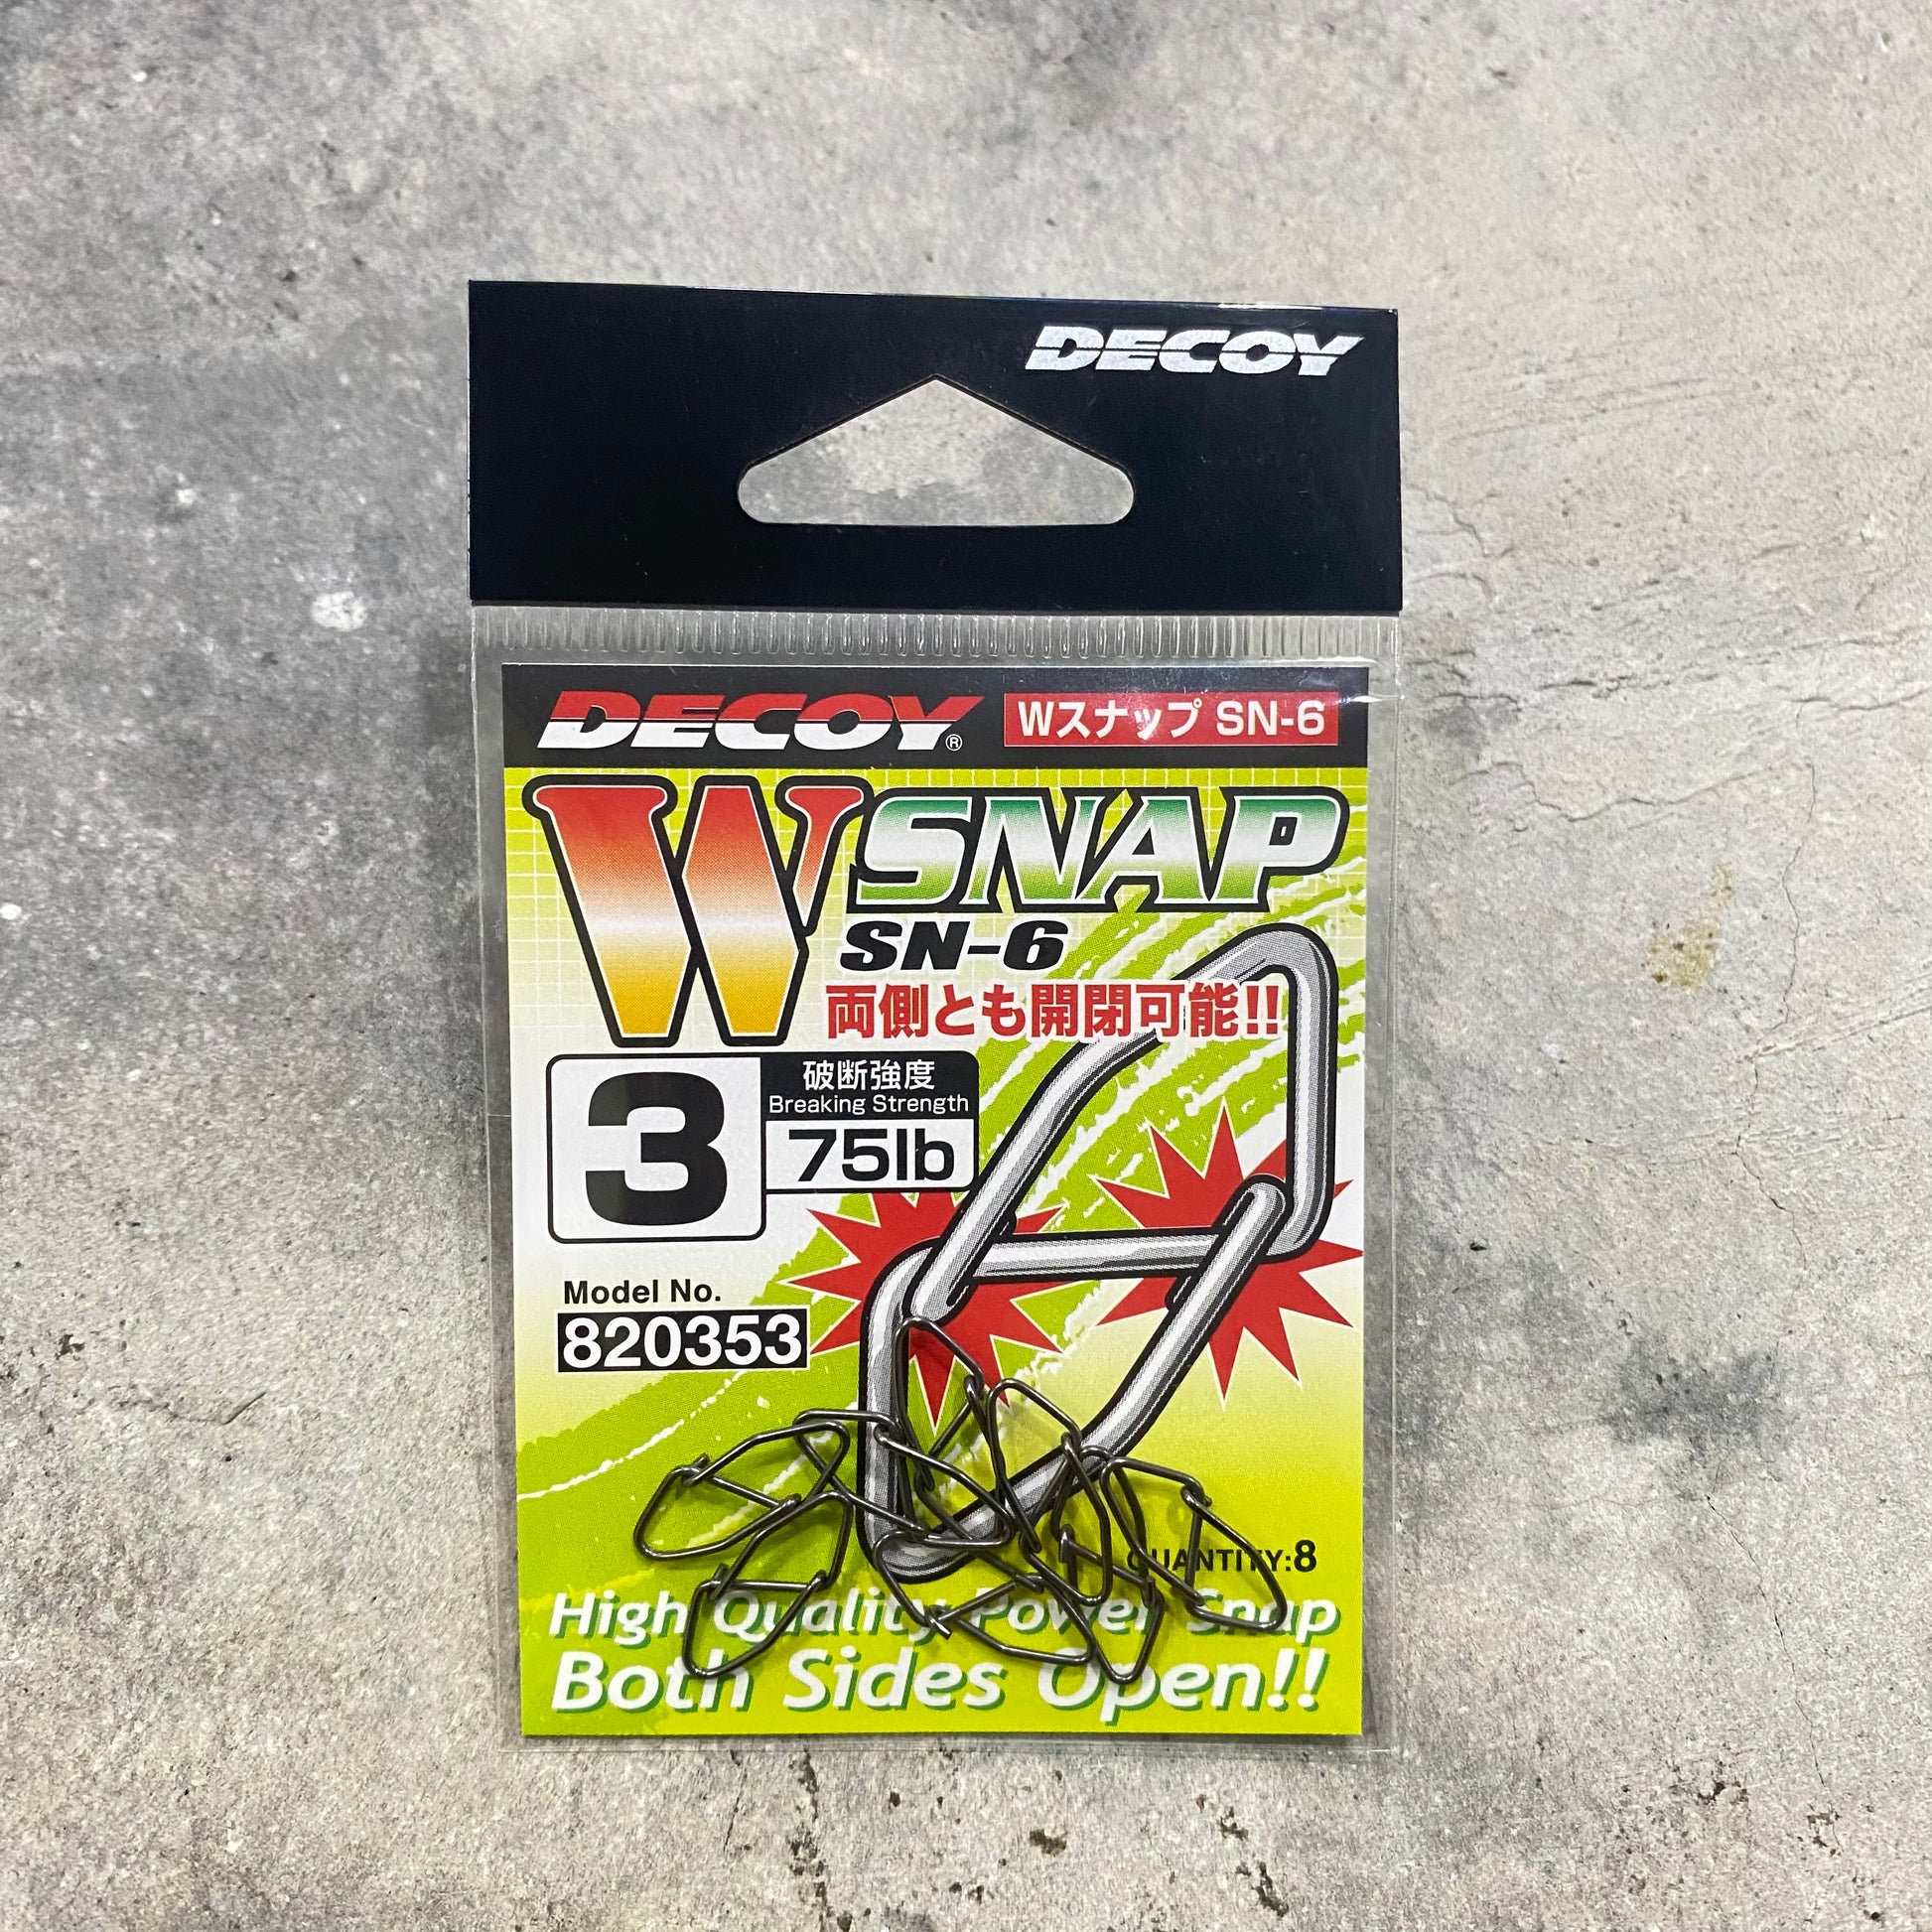 DECOY
DECOY® Wスナップ SN-6
W SNAP
SN-6
両側とも開閉可能!!
3
破断強度
Breaking Strength
75lb
Model No.
820353
QUANTITY:8
High Quality Power Snap
Both Sides Open!!